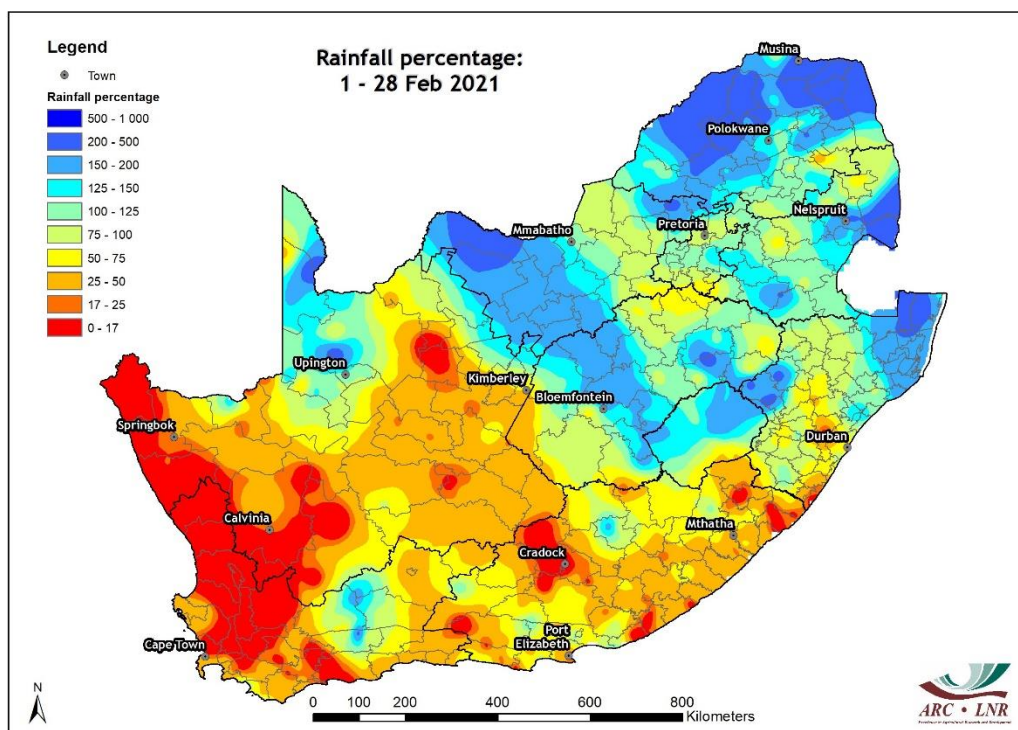 Legend
Town
Rainfall percentage
500 - 1 000
200 - 500
150 - 200
125 - 150
100 - 125
75 - 100
50 - 75
25 - 50
17 - 25
0 - 17
Rainfall percentage:
1 - 28 Feb 2021
Musina
Polokwane
Nelspruit
Pretoria
Mmabatho
Upington
Kimberley
Bloemfontein
Springbok
Durban
Calvinia
Mthatha
Cradock
Port
Elizabeth
Cape Town
N
0 100 200 400 600 800
Kilometers
ARC • LNR